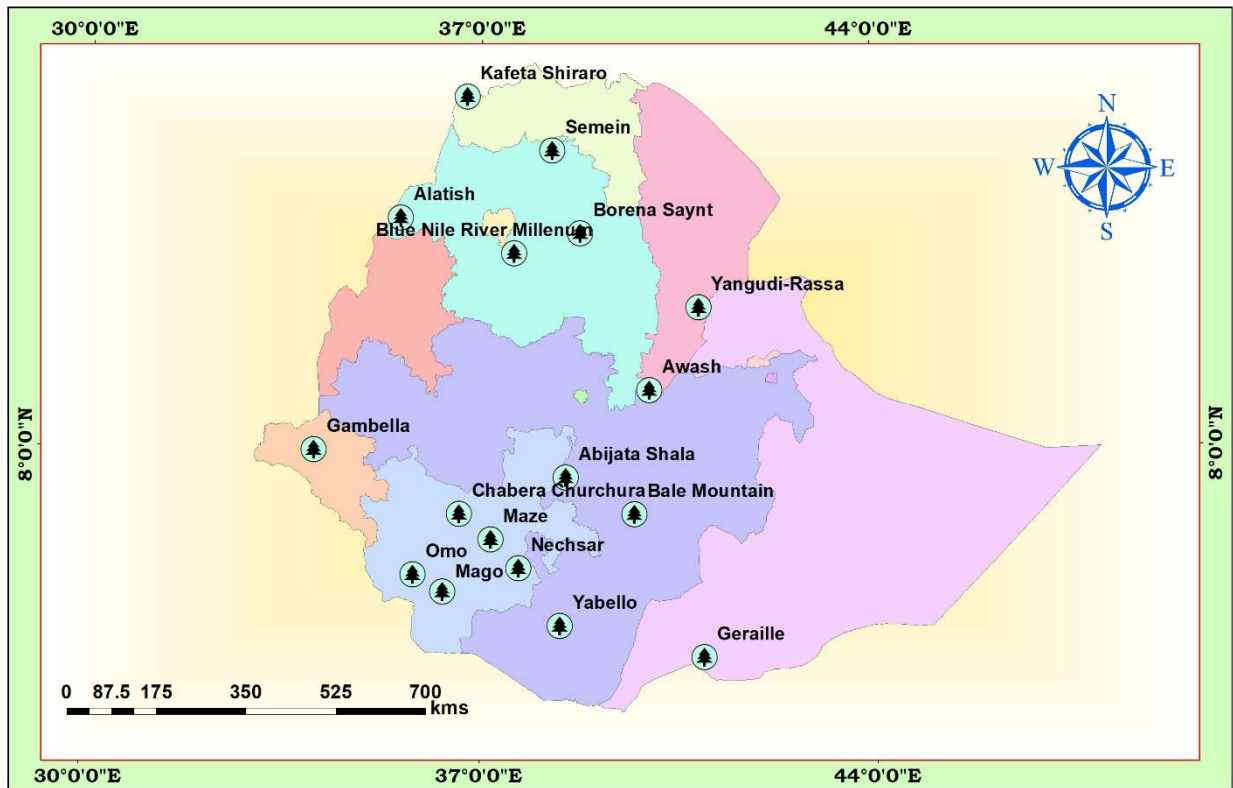 30°0'0"E 37°0'0"E 44°0'0"E
Kafeta Shiraro
N
Semein
W E
Alatish
Borena Saynt
Blue Nile River Millenum
S
Yangudi-Rassa
Awash
8°0'0"N
8°0'0"N
Gambella
Abijata Shala
Chabera Churchura
Bale Mountain
Maze
Nechsar
Omo
Mago
Yabello
Geraille
0 87.5 175 350 525 700
kms
30°0'0"E 37°0'0"E 44°0'0"E